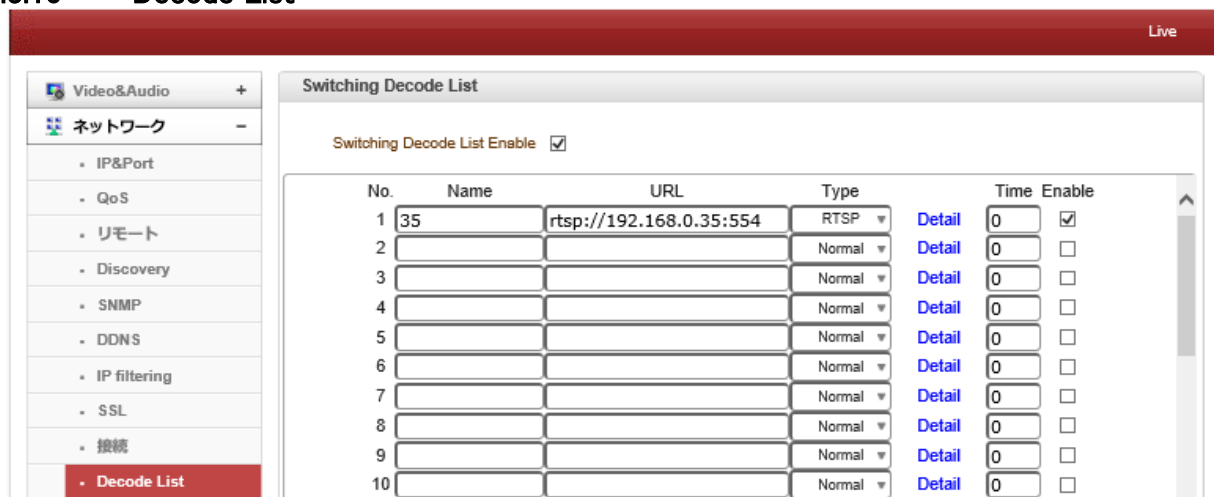 Decode List
Live
Video&Audio +
ネットワーク -
IP&Port
QoS
リモート
Discovery
SNMP
DDNS
IP filtering
SSL
接続
Decode List
Switching Decode List
Switching Decode List Enable
No. Name URL Type Time Enable
1 35 rtsp://192.168.0.35:554 RTSP Detail 0
2 Normal Detail 0
3 Normal Detail 0
4 Normal Detail 0
5 Normal Detail 0
6 Normal Detail 0
7 Normal Detail 0
8 Normal Detail 0
9 Normal Detail 0
10 Normal Detail 0